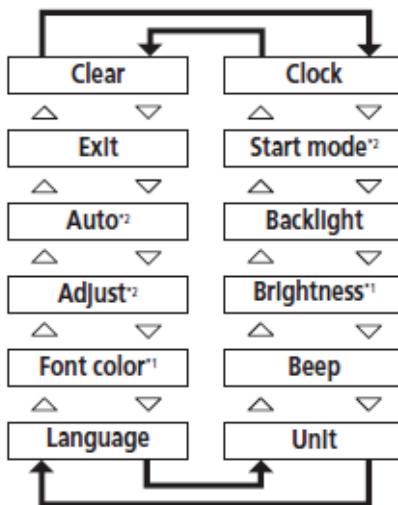 Clear
Exit
Auto*2
Adjust*2
Font color*1
Language
Clock
Start mode*2
Backlight
Brightness*1
Beep
Unit